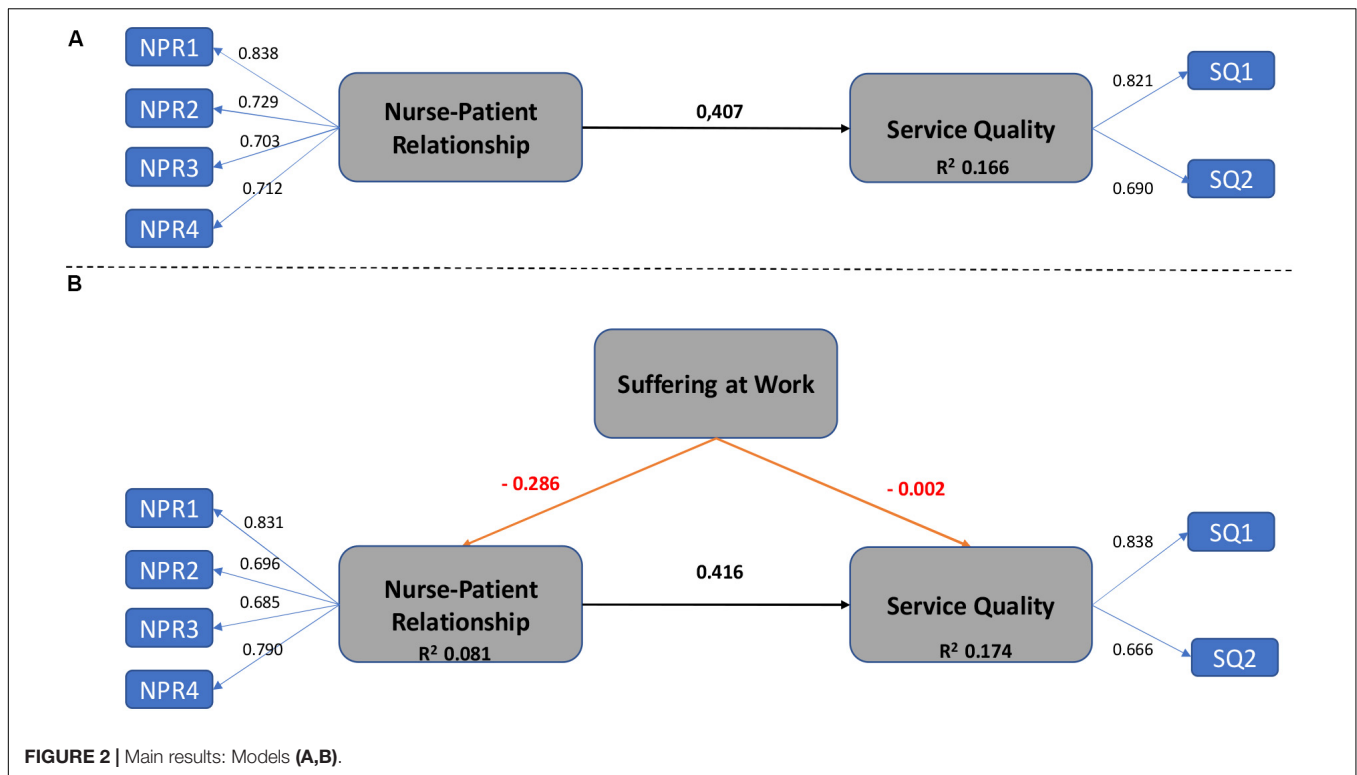 A
NPR1
NPR2
NPR3
NPR4
0.838
0.729
0.703
0.712
Nurse-Patient
Relationship
0,407
Service Quality
R² 0.166
0.821
0.690
SQ1
SQ2
B
Suffering at Work
- 0.286
- 0.002
NPR1
NPR2
NPR3
NPR4
0.831
0.696
0.685
0.790
Nurse-Patient
Relationship
R² 0.081
0.416
Service Quality
R² 0.174
0.838
0.666
SQ1
SQ2
FIGURE 2 | Main results: Models (A,B).